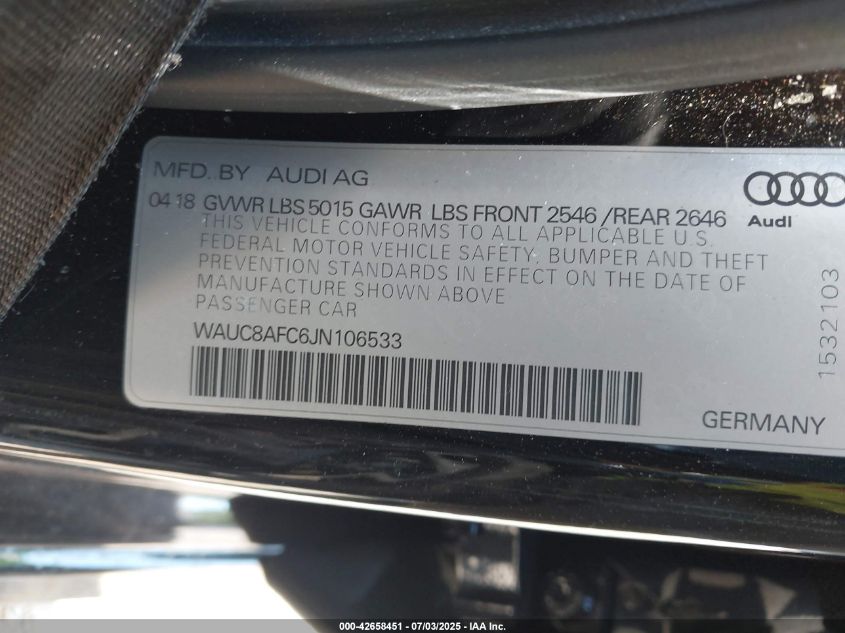 MFD. BY AUDI AG
04 18 GVWR LBS 5015 GAWR LBS FRONT 2546 /REAR 2646
THIS VEHICLE CONFORMS TO ALL APPLICABLE U.S.
FEDERAL MOTOR VEHICLE SAFETY, BUMPER AND THEFT
PREVENTION STANDARDS IN EFFECT ON THE DATE OF
MANUFACTURE SHOWN ABOVE
PASSENGER CAR
WAUC8AFC6JN106533
Audi
1532103
GERMANY
000-42658451 - 07/03/2025 - IAA Inc.